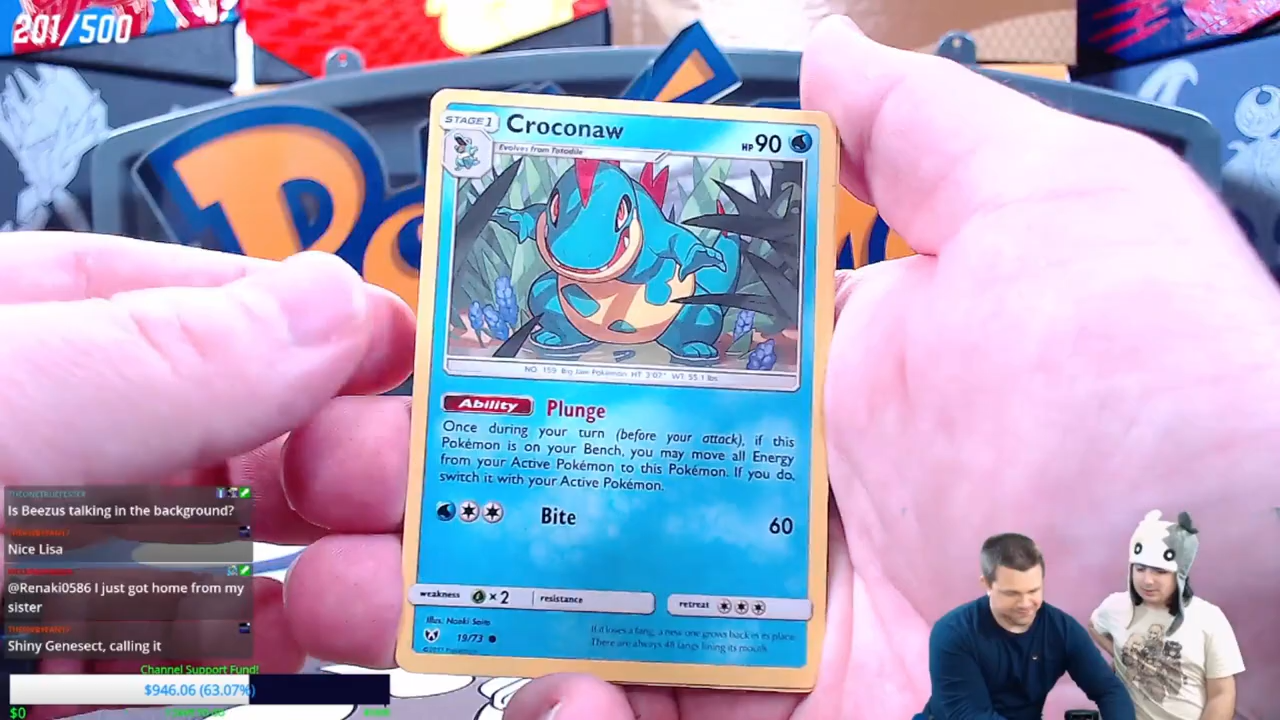 201/500
STAGE 1
Croconaw
HP 90
Evolves from Totodile
NO. 159 Big Jaw Pokémon HT 3'07" WT 55.1 lbs
Ability Plunge
Once during your turn (before your attack), if this
Pokémon is on your Bench, you may move all Energy
from your Active Pokémon to this Pokémon. If you do,
switch it with your Active Pokémon.
Bite 60
weakness ×2 resistance retreat
Illus. Naoki Saito
19/73
If it loses a fang, a new one grows back in its place.
There are always 48 fangs lining its mouth.
Is Beezus talking in the background?
Nice Lisa
@Renaki0586 I just got home from my
sister
Shiny Genesect, calling it
Channel Support Fund!
$946.06 (63.07%)
$0